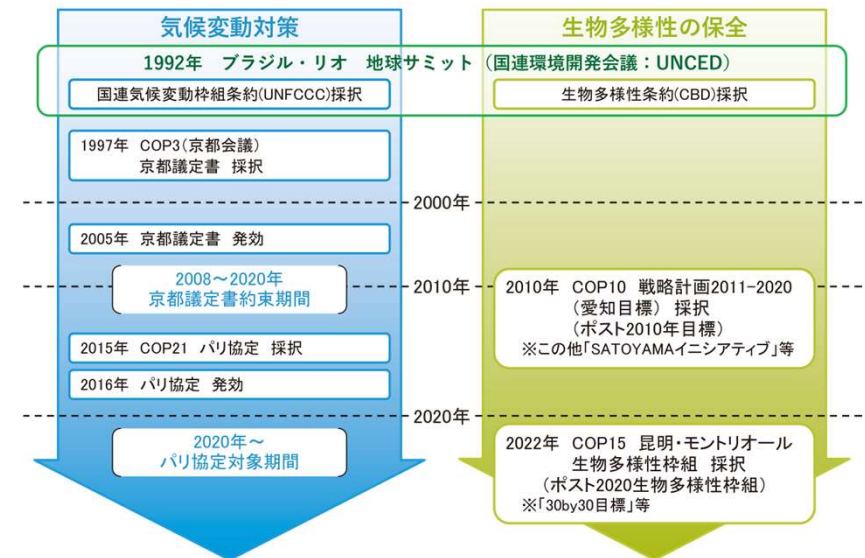 気候変動対策
生物多様性の保全
1992年　ブラジル・リオ　地球サミット（国連環境開発会議：UNCED）
国連気候変動枠組条約(UNFCCC)採択
生物多様性条約(CBD)採択
1997年　COP3(京都会議)
京都議定書　採択
2000年
2005年　京都議定書　発効
2008～2020年
京都議定書約束期間
2010年
2010年　COP10　戦略計画2011-2020
(愛知目標)　採択
(ポスト2010年目標)
※この他「SATOYAMAイニシアティブ」等
2015年　COP21　パリ協定　採択
2016年　パリ協定　発効
2020年
2020年～
パリ協定対象期間
2022年　COP15　昆明・モントリオール
生物多様性枠組　採択
(ポスト2020生物多様性枠組)
※「30by30目標」等